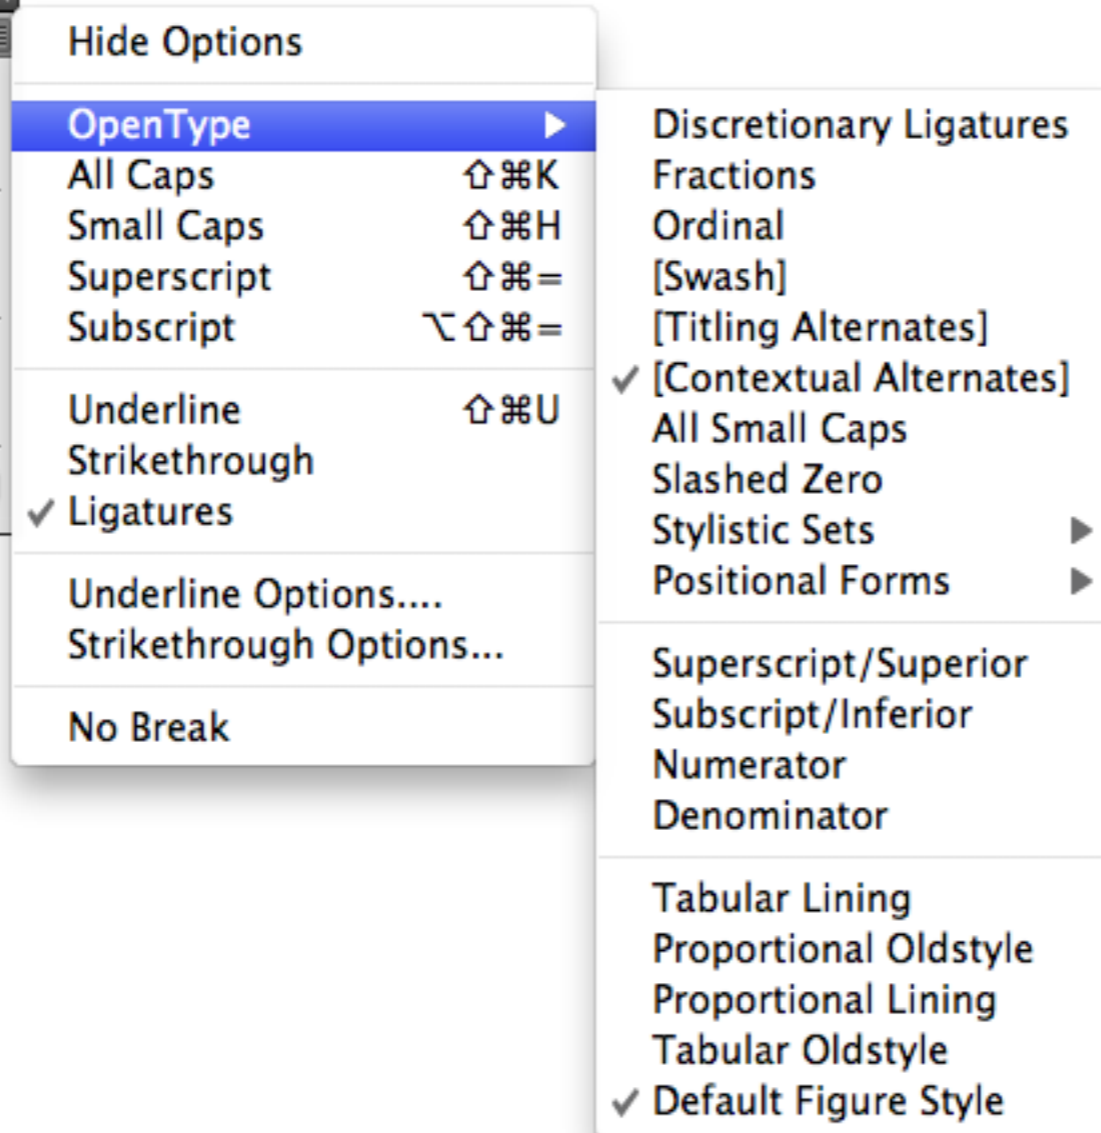 Hide Options
OpenType
All Caps ⇧⌘K
Small Caps ⇧⌘H
Superscript ⇧⌘=
Subscript ⌥⇧⌘=
Underline ⇧⌘U
Strikethrough
Ligatures
Underline Options....
Strikethrough Options...
No Break
Discretionary Ligatures
Fractions
Ordinal
[Swash]
[Titling Alternates]
[Contextual Alternates]
All Small Caps
Slashed Zero
Stylistic Sets
Positional Forms
Superscript/Superior
Subscript/Inferior
Numerator
Denominator
Tabular Lining
Proportional Oldstyle
Proportional Lining
Tabular Oldstyle
Default Figure Style